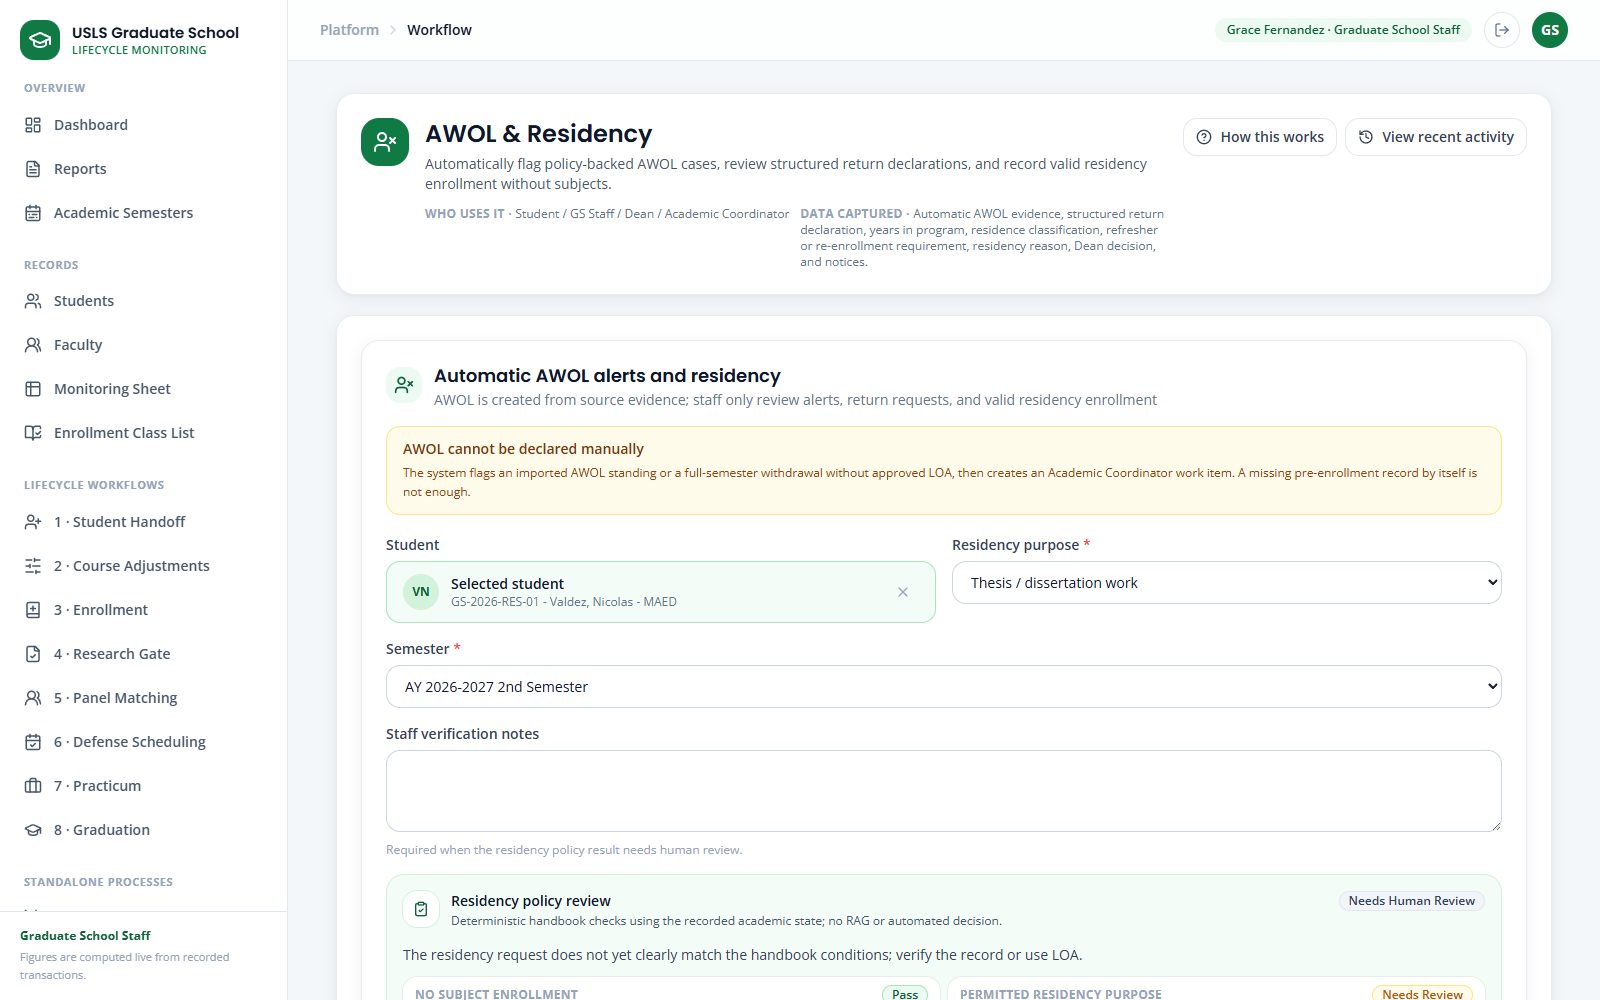 USLS Graduate School
LIFECYCLE MONITORING
OVERVIEW
Dashboard
Reports
Academic Semesters
RECORDS
Students
Faculty
Monitoring Sheet
Enrollment Class List
LIFECYCLE WORKFLOWS
1 · Student Handoff
2 · Course Adjustments
3 · Enrollment
4 · Research Gate
5 · Panel Matching
6 · Defense Scheduling
7 · Practicum
8 · Graduation
STANDALONE PROCESSES
Graduate School Staff
Figures are computed live from recorded
transactions.
Platform
Workflow
Grace Fernandez · Graduate School Staff
GS
AWOL & Residency
Automatically flag policy-backed AWOL cases, review structured return declarations, and record valid residency
enrollment without subjects.
WHO USES IT · Student / GS Staff / Dean / Academic Coordinator
DATA CAPTURED · Automatic AWOL evidence, structured return
declaration, years in program, residence classification, refresher
or re-enrollment requirement, residency reason, Dean decision,
and notices.
How this works
View recent activity
Automatic AWOL alerts and residency
AWOL is created from source evidence; staff only review alerts, return requests, and valid residency enrollment
AWOL cannot be declared manually
The system flags an imported AWOL standing or a full-semester withdrawal without approved LOA, then creates an Academic Coordinator work item. A missing pre-enrollment record by itself is
not enough.
Student
VN
Selected student
GS-2026-RES-01 - Valdez, Nicolas - MAED
Residency purpose *
Thesis / dissertation work
Semester *
AY 2026-2027 2nd Semester
Staff verification notes
Required when the residency policy result needs human review.
Residency policy review
Deterministic handbook checks using the recorded academic state; no RAG or automated decision.
Needs Human Review
The residency request does not yet clearly match the handbook conditions; verify the record or use LOA.
NO SUBJECT ENROLLMENT
Pass
PERMITTED RESIDENCY PURPOSE
Needs Review